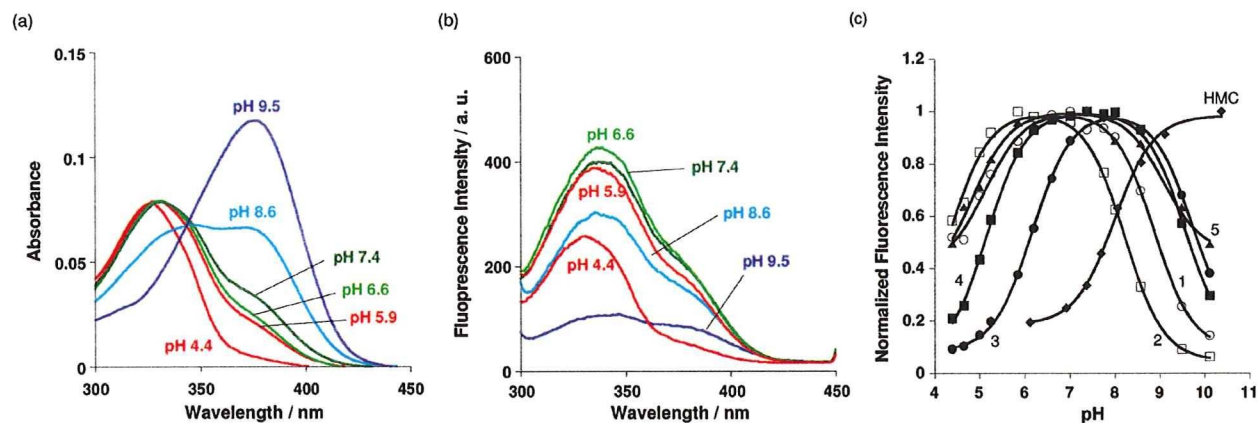 (a)
0.15
0.1
0.05
0
Absorbance
pH 9.5
pH 8.6
pH 7.4
pH 6.6
pH 5.9
pH 4.4
300
350
400
450
Wavelength / nm
(b)
600
400
200
0
Fluoprescence Intensity / a. u.
pH 6.6
pH 7.4
pH 5.9
pH 8.6
pH 4.4
pH 9.5
300
350
400
450
Wavelength / nm
(c)
1.2
1
0.8
0.6
0.4
0.2
0
Normalized Fluorescence Intensity
HMC
5
4
1
3
2
4
5
6
7
8
9
10
11
pH